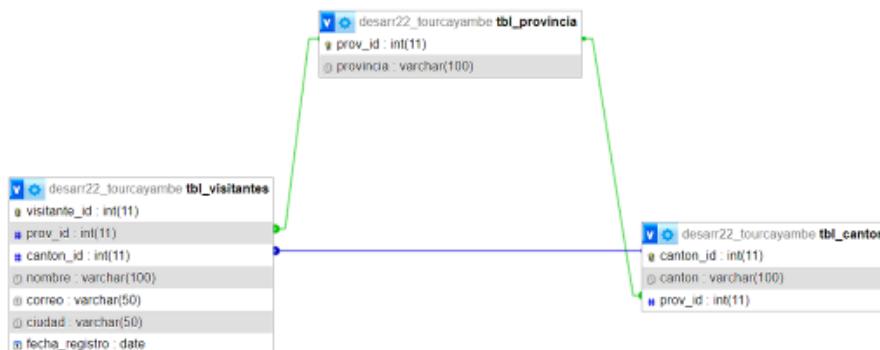 desarr22_tourcayambe tbl_provincia
prov_id : int(11)
provincia : varchar(100)
desarr22_tourcayambe tbl_visitantes
visitante_id : int(11)
prov_id : int(11)
canton_id : int(11)
nombre : varchar(100)
correo : varchar(50)
ciudad : varchar(50)
fecha_registro : date
desarr22_tourcayambe tbl_canton
canton_id : int(11)
canton : varchar(100)
prov_id : int(11)